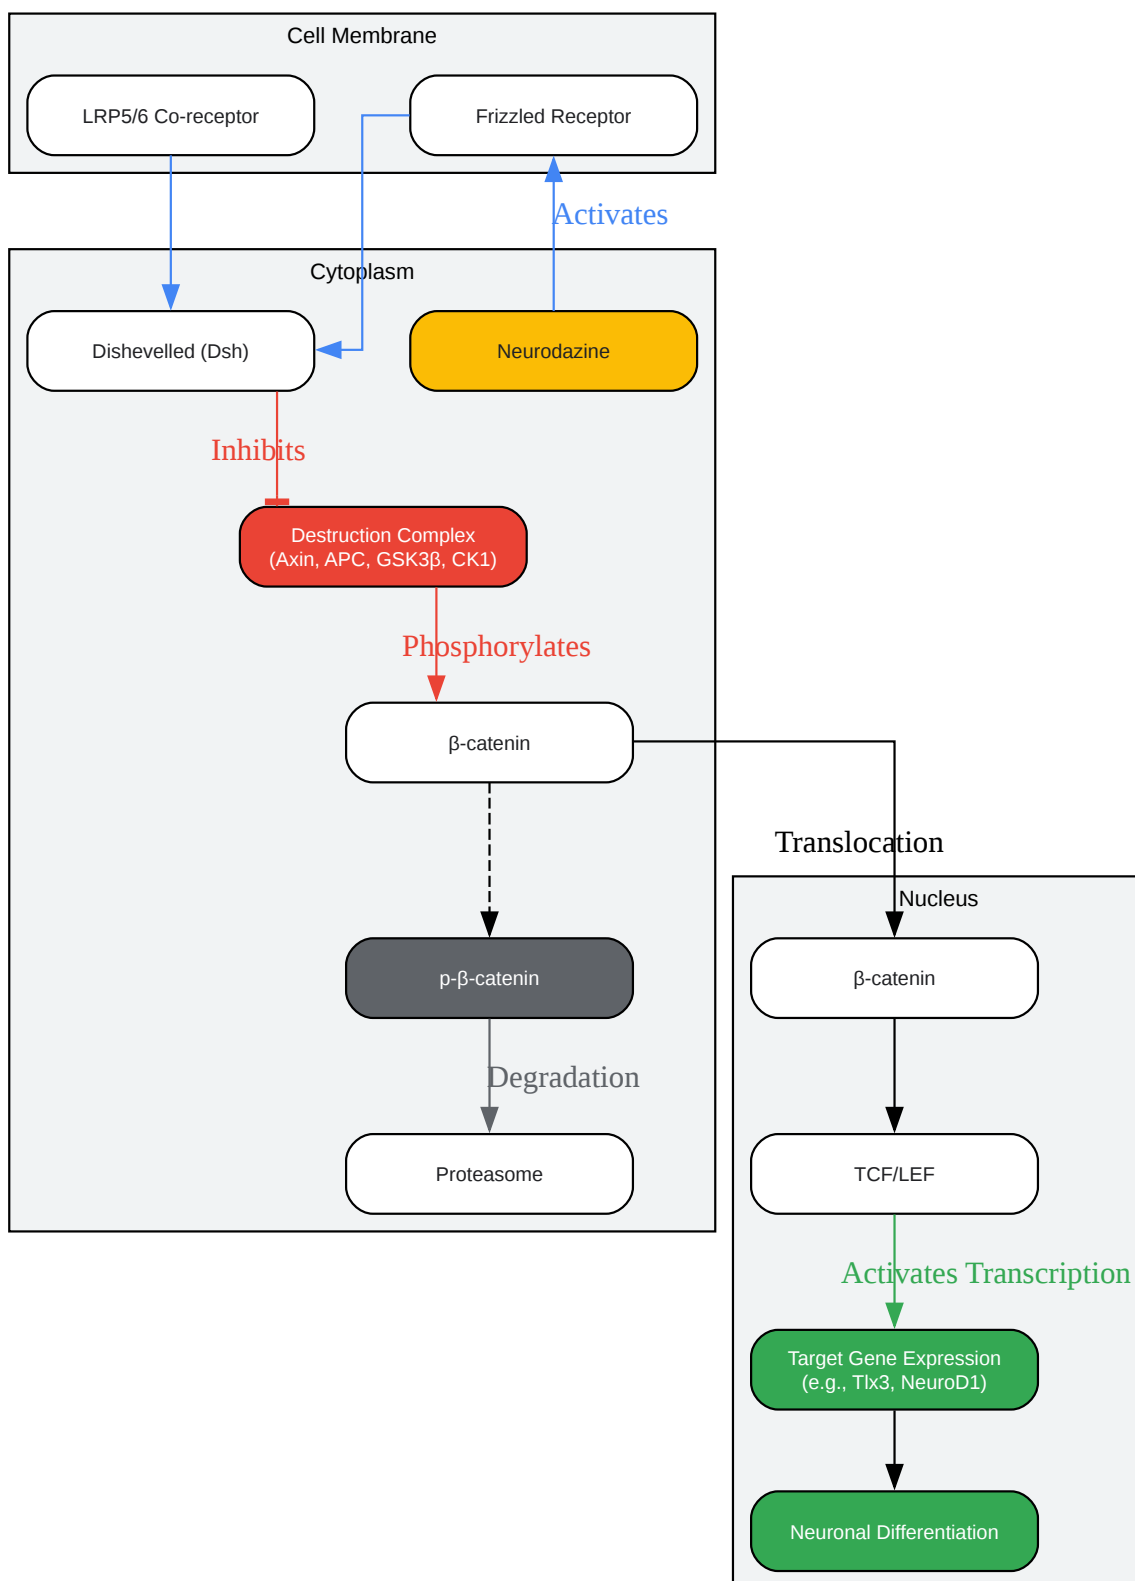 Cell Membrane
LRP5/6 Co-receptor
Frizzled Receptor
Activates
Cytoplasm
Dishevelled (Dsh)
Neurodazine
Inhibits
Destruction Complex
(Axin, APC, GSK3β, CK1)
Phosphorylates
β-catenin
Translocation
Nucleus
p-β-catenin
β-catenin
Degradation
Proteasome
TCF/LEF
Activates Transcription
Target Gene Expression
(e.g., Tlx3, NeuroD1)
Neuronal Differentiation